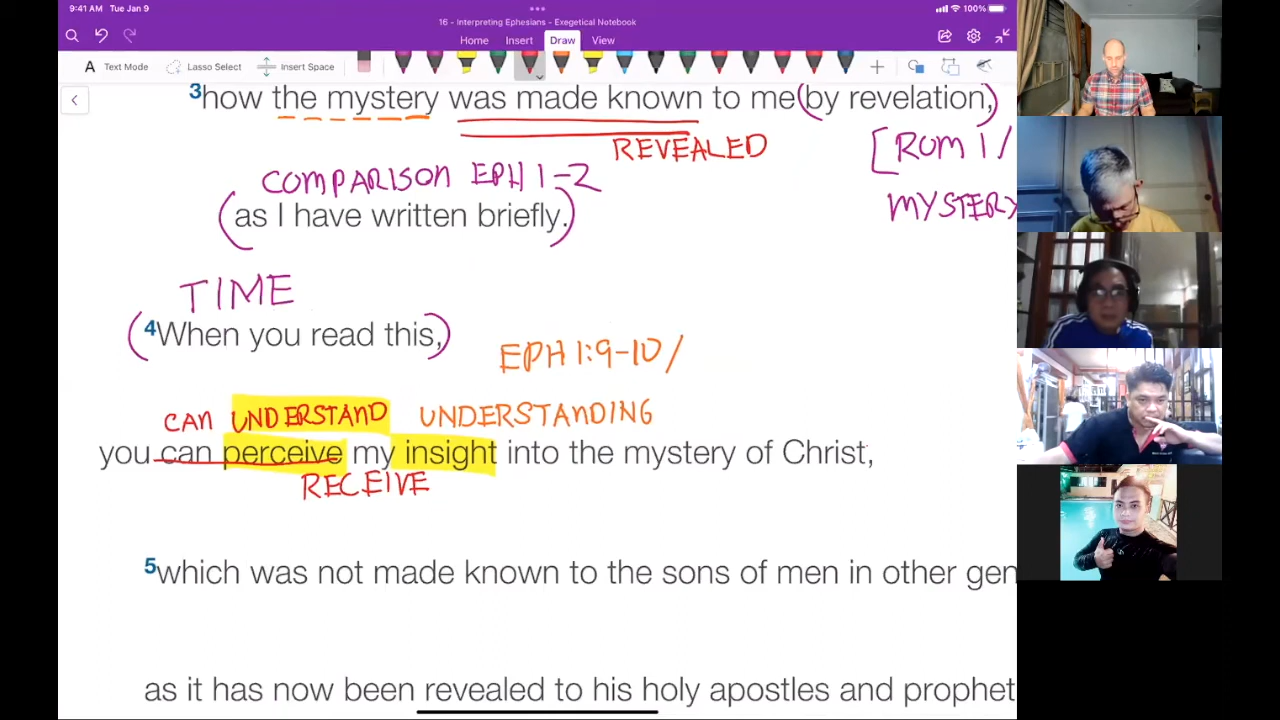 9:41 AM Tue Jan 9
100%
16 - Interpreting Ephesians - Exegetical Notebook
Home Insert Draw View
A Text Mode Lasso Select Insert Space
3how the mystery was made known to me (by revelation,)
REVEALED
[ROM 1/
COMPARISON EPH 1-2
MYSTERY
(as I have written briefly.)
TIME
(4When you read this,)
EPH 1:9-10/
CAN UNDERSTAND UNDERSTANDING
you can perceive my insight into the mystery of Christ,
RECEIVE
5which was not made known to the sons of men in other gen
as it has now been revealed to his holy apostles and prophet